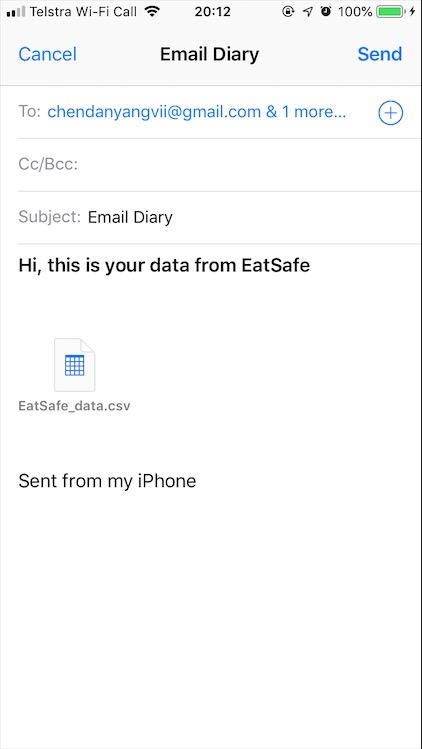 Telstra Wi-Fi Call 20:12 100%
Cancel Email Diary Send
To: chendanyangvii@gmail.com & 1 more...
Cc/Bcc:
Subject: Email Diary
Hi, this is your data from EatSafe
EatSafe_data.csv
Sent from my iPhone